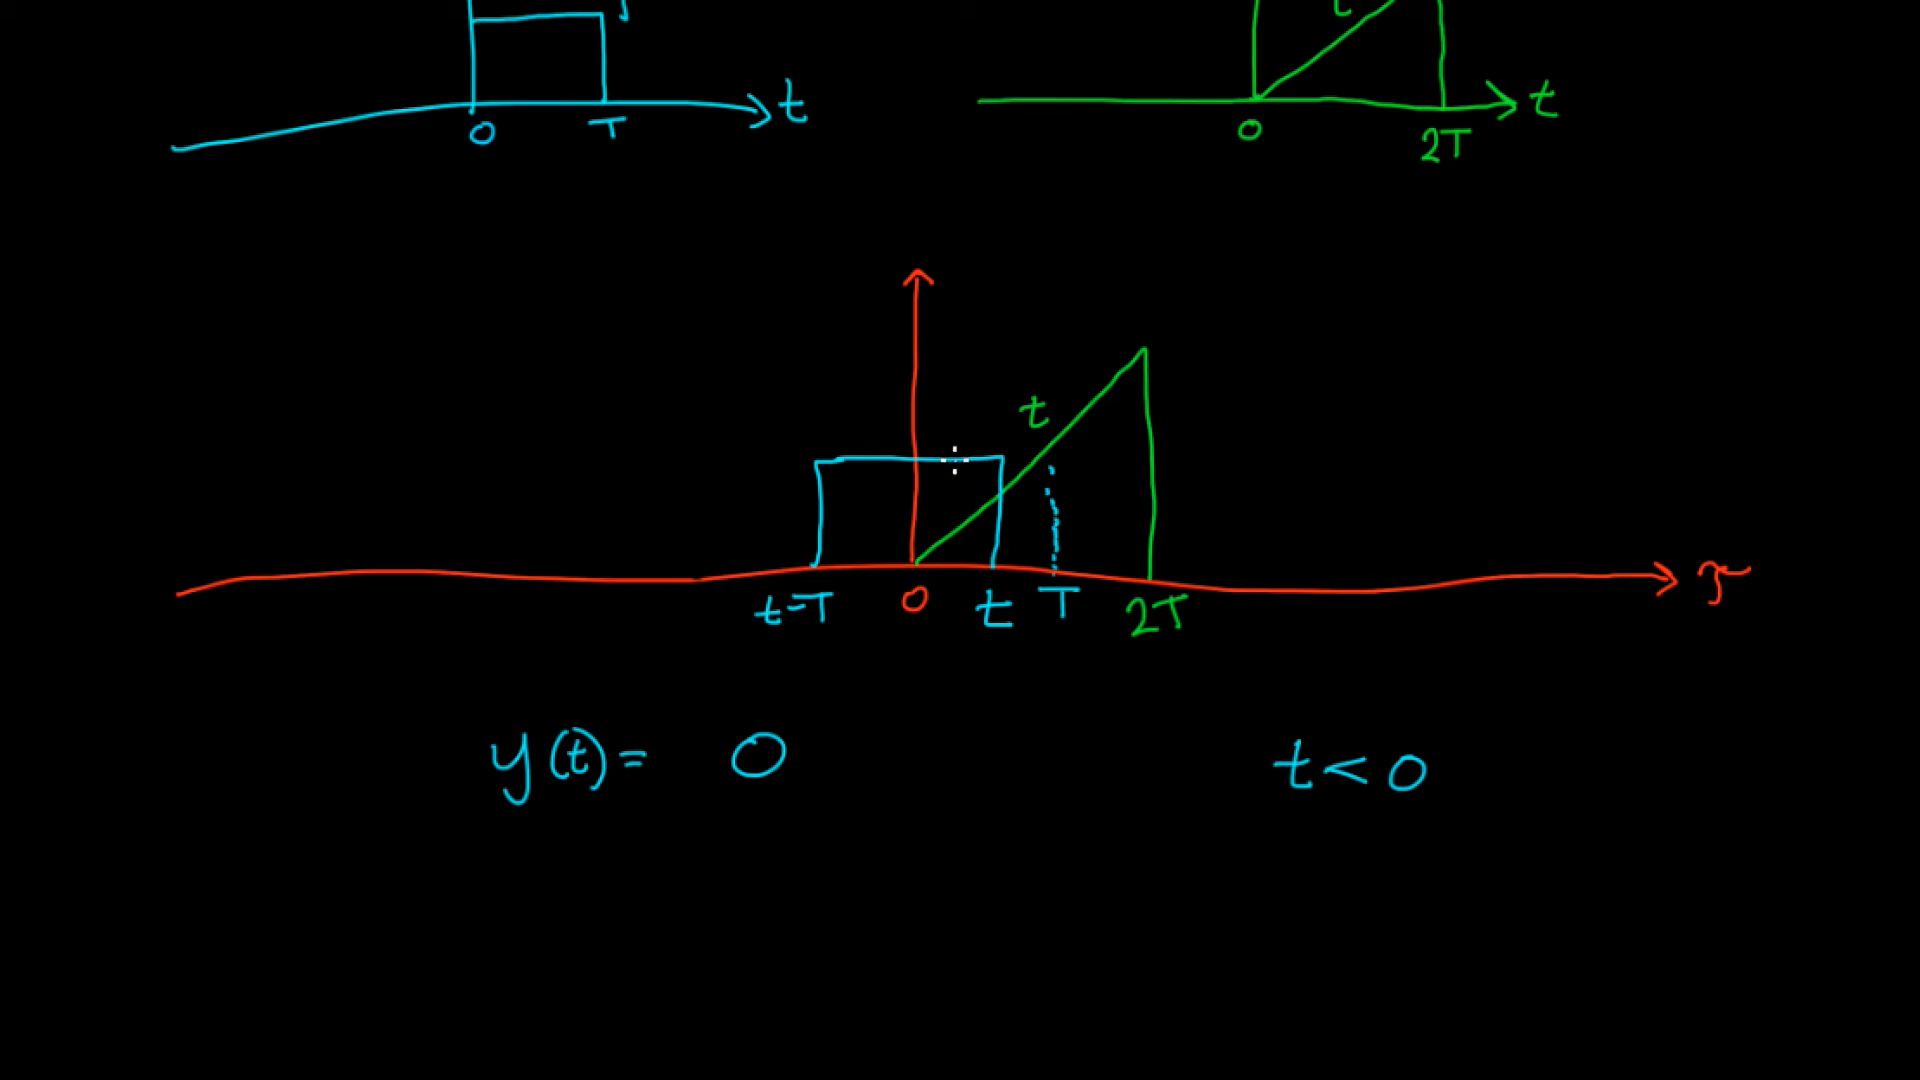 t
t
0 T
0 2T
t
t-T 0 t T 2T
τ
y(t)= 0 t<0